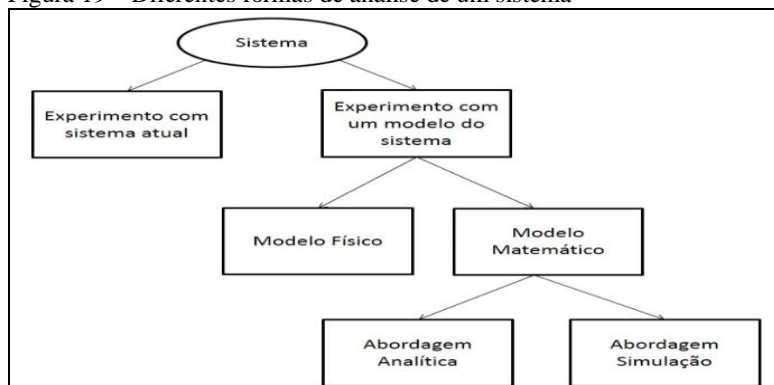 Figura 19 – Diferentes formas de análise de um sistema
Sistema
Experimento com
sistema atual
Experimento com
um modelo do
sistema
Modelo Físico
Modelo
Matemático
Abordagem
Analítica
Abordagem
Simulação